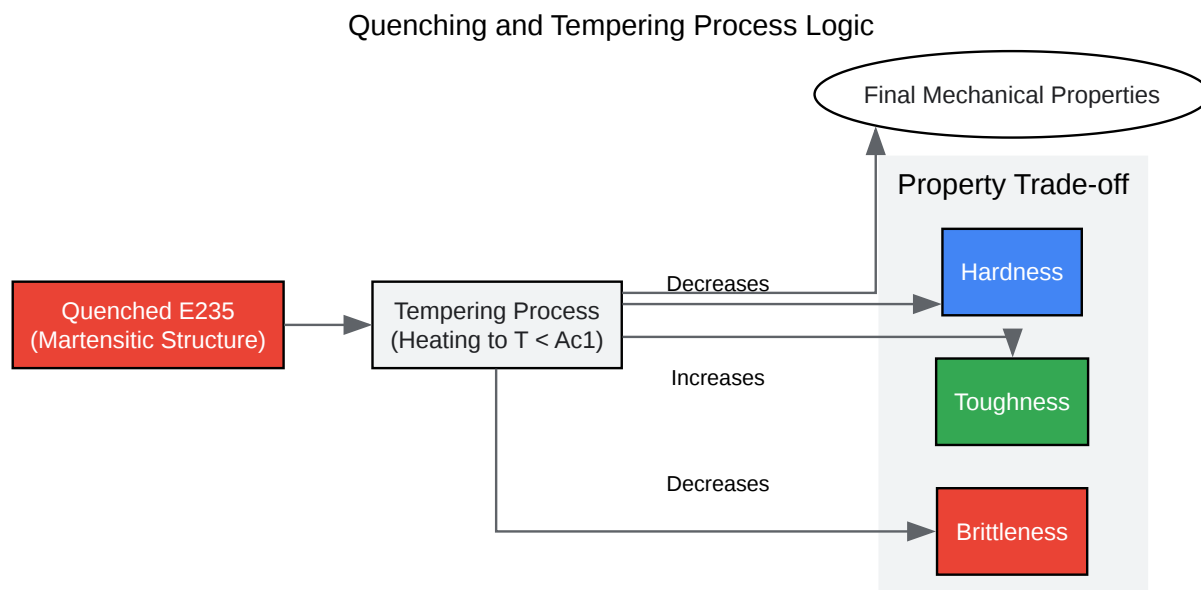 Quenching and Tempering Process Logic
Final Mechanical Properties
Property Trade-off
Hardness
Decreases
Quenched E235
(Martensitic Structure)
Tempering Process
(Heating to T < Ac1)
Increases
Toughness
Decreases
Brittleness